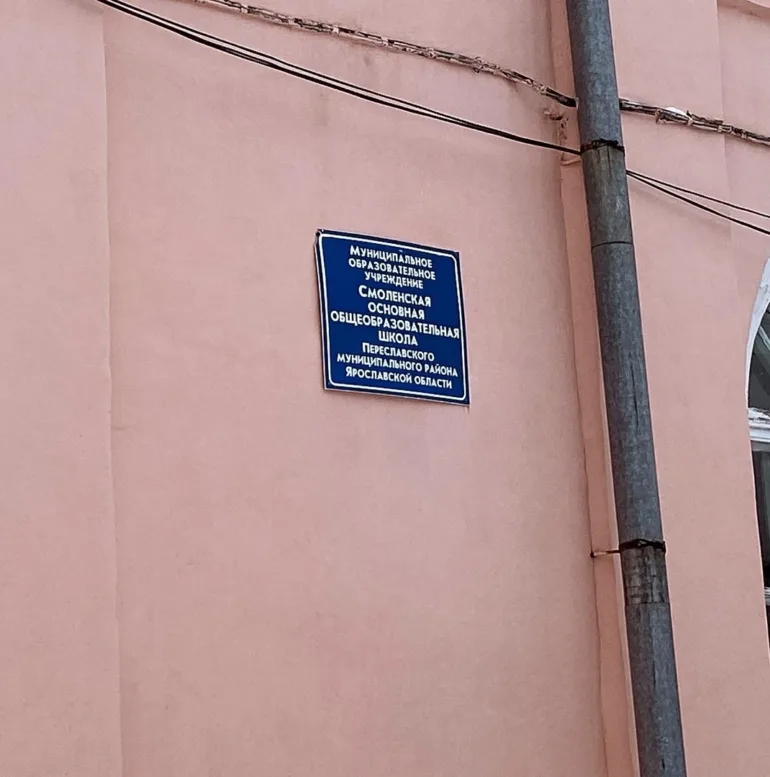 Муниципальное
образовательное
учреждение
Смоленская
основная
общеобразовательная
школа
Переславского
муниципального района
Ярославской области